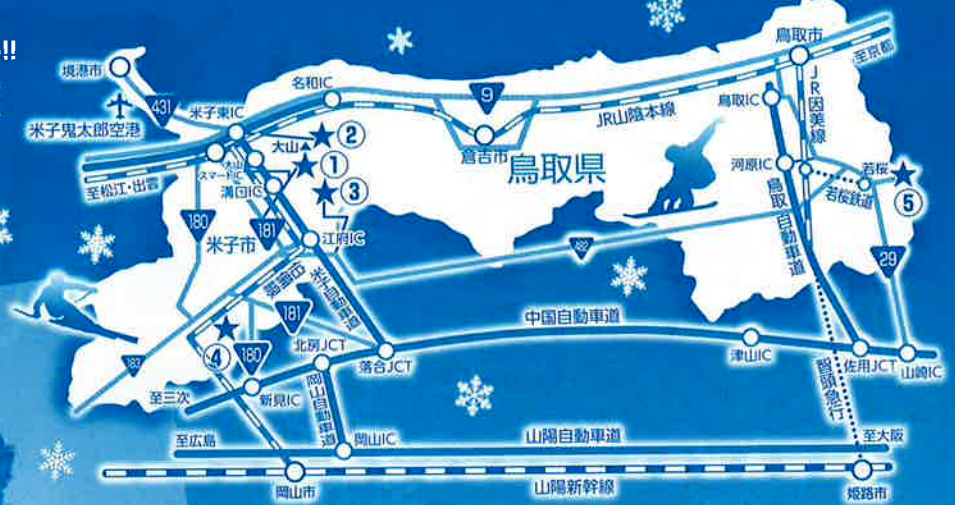 !!
境港市
431
米子鬼太郎空港
米子東IC
名和IC
9
鳥取市
至京都
JR因美線
鳥取IC
JR山陰本線
倉吉市
大山
②
①
③
大山
スマートIC
溝口IC
至松江・出雲
鳥取県
河原IC
若桜
若桜鉄道
⑤
180
米子市
181
江府IC
482
鳥取自動車道
29
伯備線
米子自動車道
181
中国自動車道
183
④
180
北房JCT
落合JCT
津山IC
佐用JCT
山崎IC
至三次
新見IC
岡山自動車道
智頭急行
至広島
岡山IC
山陽自動車道
至大阪
岡山市
山陽新幹線
姫路市